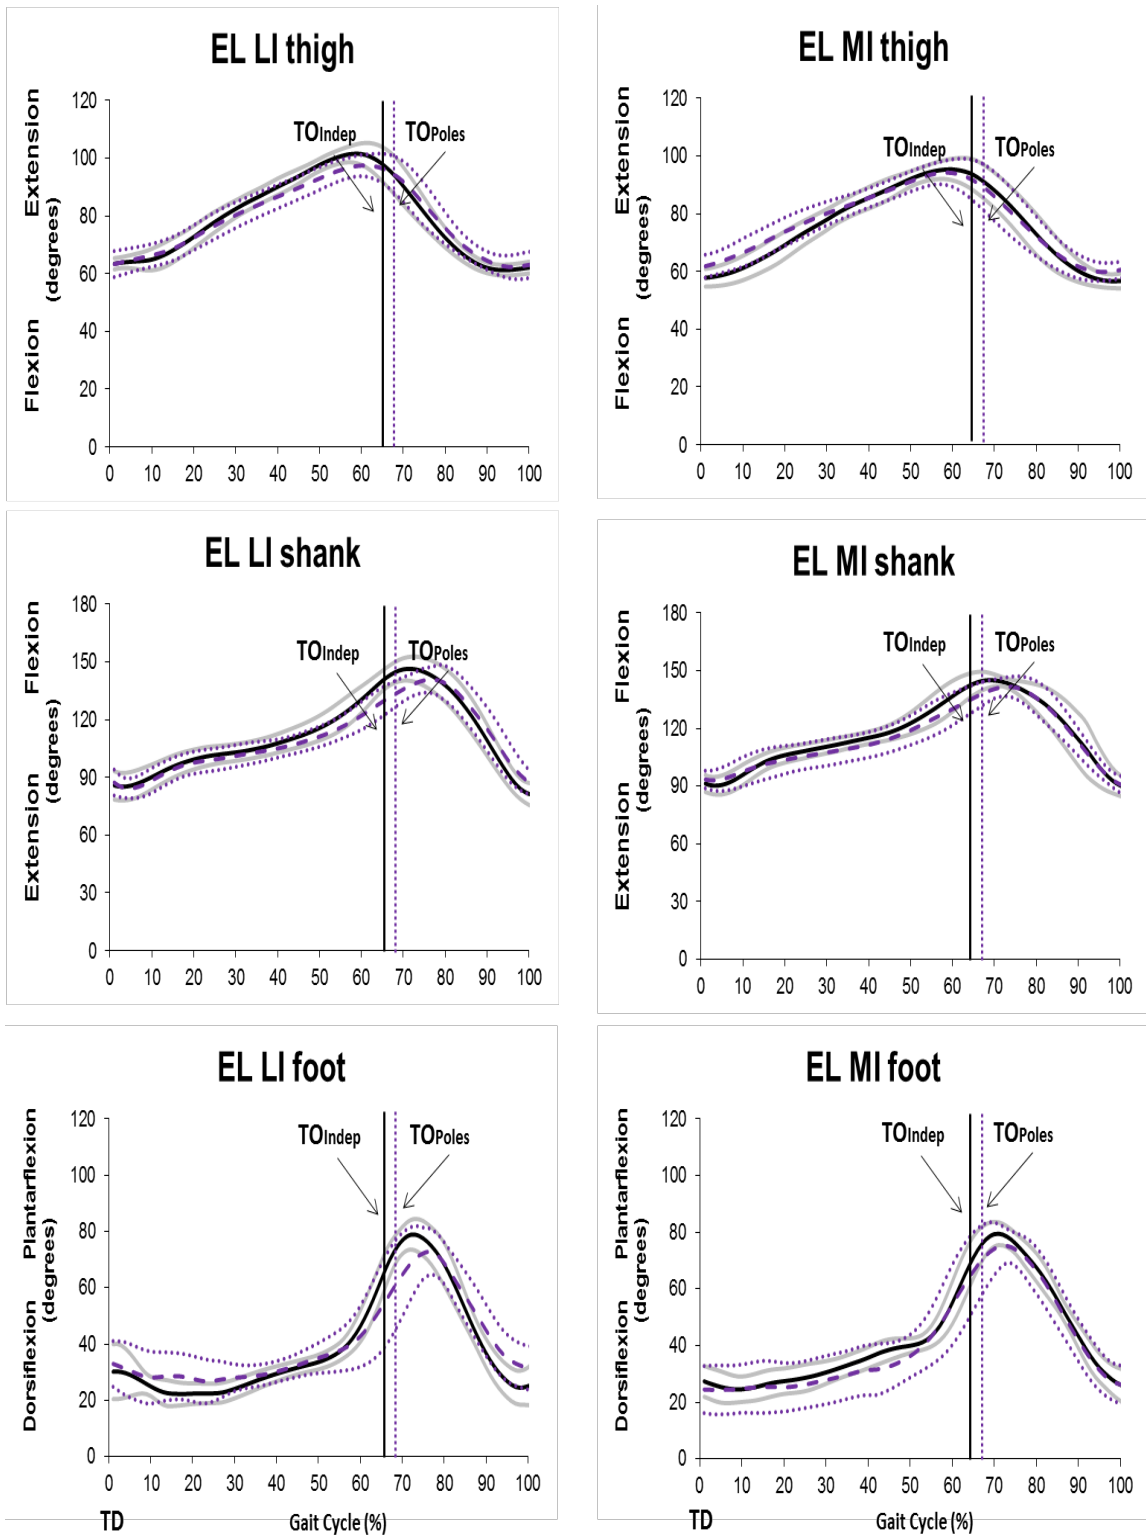 EL LI thigh
Flexion Extension
(degrees)
120
100
80
60
40
20
0
TOIndep TOPoles
0 10 20 30 40 50 60 70 80 90 100
EL MI thigh
Flexion Extension
(degrees)
120
100
80
60
40
20
0
TOIndep TOPoles
0 10 20 30 40 50 60 70 80 90 100
EL LI shank
Extension Flexion
(degrees)
180
150
120
90
60
30
0
TOIndep TOPoles
0 10 20 30 40 50 60 70 80 90 100
EL MI shank
Extension Flexion
(degrees)
180
150
120
90
60
30
0
TOIndep TOPoles
0 10 20 30 40 50 60 70 80 90 100
EL LI foot
Dorsiflexion Plantarflexion
(degrees)
120
100
80
60
40
20
0
TOIndep TOPoles
0 10 20 30 40 50 60 70 80 90 100
TD Gait Cycle (%)
EL MI foot
Dorsiflexion Plantarflexion
(degrees)
120
100
80
60
40
20
0
TOIndep TOPoles
0 10 20 30 40 50 60 70 80 90 100
TD Gait Cycle (%)